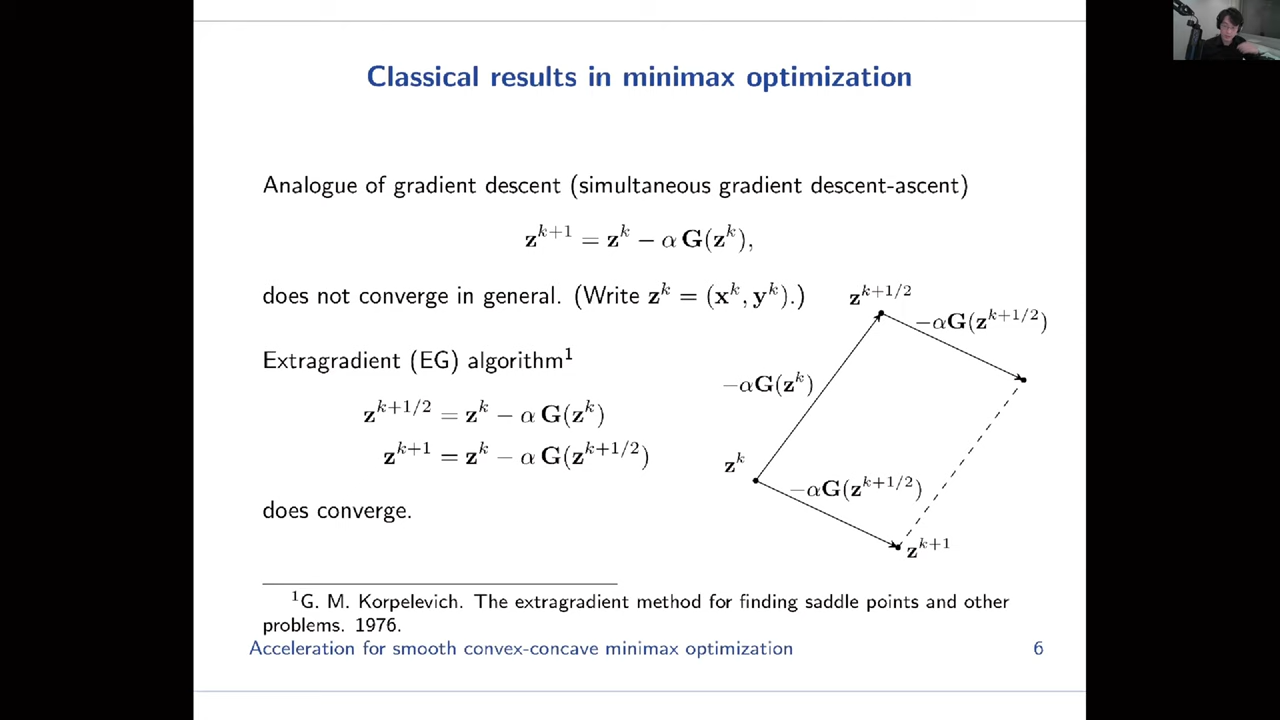 Classical results in minimax optimization
Analogue of gradient descent (simultaneous gradient descent-ascent)
z^{k+1} = z^k − α G(z^k),
does not converge in general. (Write z^k = (x^k, y^k).)
Extragradient (EG) algorithm^1
z^{k+1/2} = z^k − α G(z^k)
z^{k+1} = z^k − α G(z^{k+1/2})
does converge.
z^{k+1/2}
−αG(z^{k+1/2})
−αG(z^k)
z^k
−αG(z^{k+1/2})
z^{k+1}
^1G. M. Korpelevich. The extragradient method for finding saddle points and other
problems. 1976.
Acceleration for smooth convex-concave minimax optimization 6